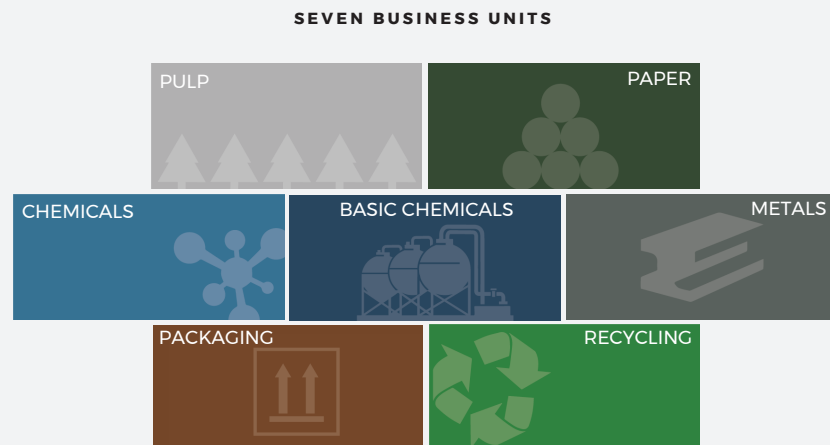 SEVEN BUSINESS UNITS
PULP
PAPER
CHEMICALS
BASIC CHEMICALS
METALS
PACKAGING
RECYCLING